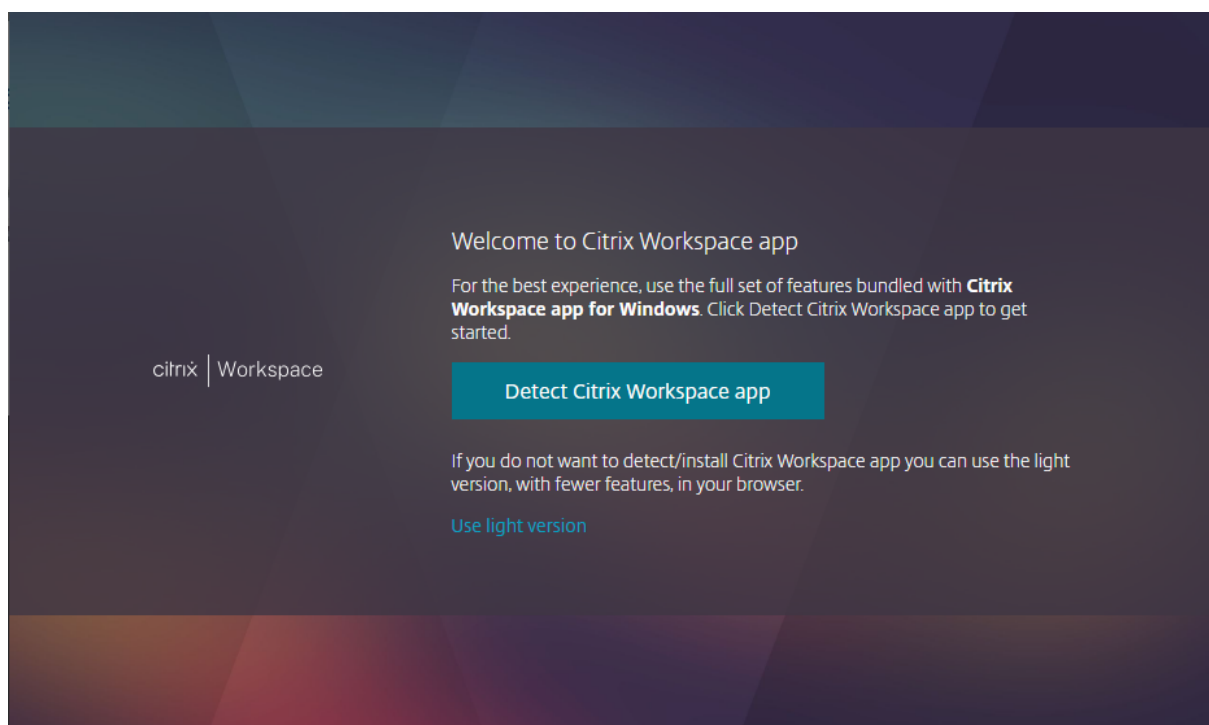 Welcome to Citrix Workspace app
For the best experience, use the full set of features bundled with Citrix
Workspace app for Windows. Click Detect Citrix Workspace app to get
started.
citrix | Workspace
Detect Citrix Workspace app
If you do not want to detect/install Citrix Workspace app you can use the light
version, with fewer features, in your browser.
Use light version